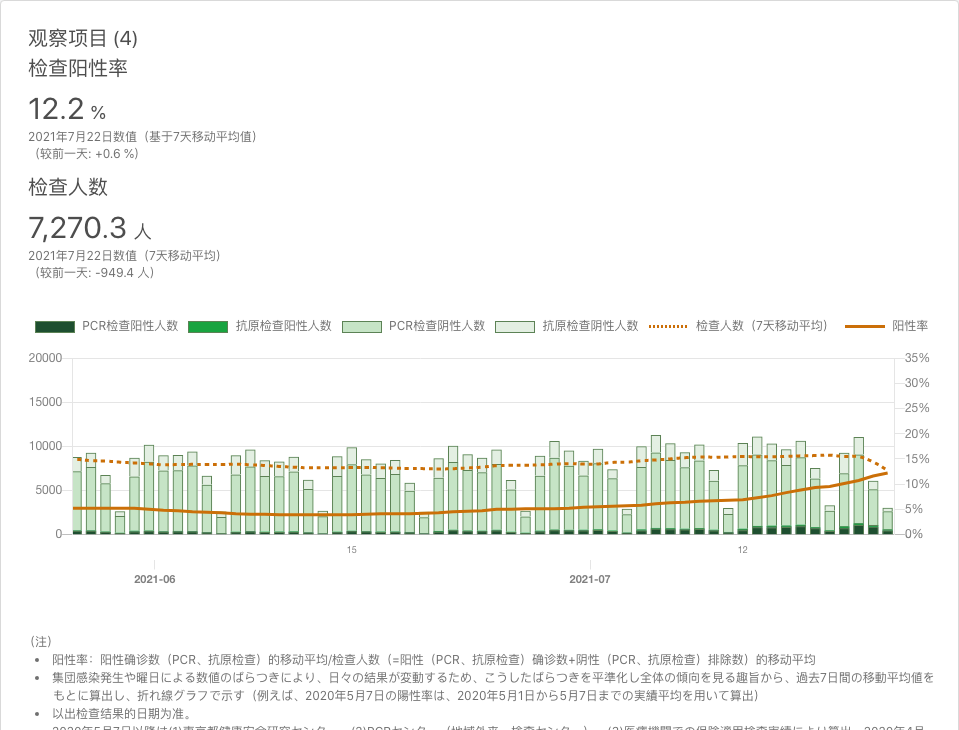 观察项目 (4)
检查阳性率
12.2 %
2021年7月22日数值（基于7天移动平均值）
（较前一天: +0.6 %）
检查人数
7,270.3 人
2021年7月22日数值（7天移动平均）
（较前一天: -949.4 人）
PCR检查阳性人数 抗原检查阳性人数 PCR检查阴性人数 抗原检查阴性人数 检查人数（7天移动平均） 阳性率
20000 35%
30%
15000 25%
20%
10000 15%
5000 10%
5%
0 0%
15 12
2021-06 2021-07
(注)
• 阳性率：阳性确诊数（PCR、抗原检查）的移动平均/检查人数（=阳性（PCR、抗原检查）确诊数+阴性（PCR、抗原检查）排除数）的移动平均
• 集団感染発生や曜日による数値のばらつきにより、日々の結果が変動するため、こうしたばらつきを平準化し全体の傾向を見る趣旨から、過去7日間の移動平均値を
もとに算出し、折れ線グラフで示す（例えば、2020年5月7日の陽性率は、2020年5月1日から5月7日までの実績平均を用いて算出）
• 以出检查结果的日期为准。